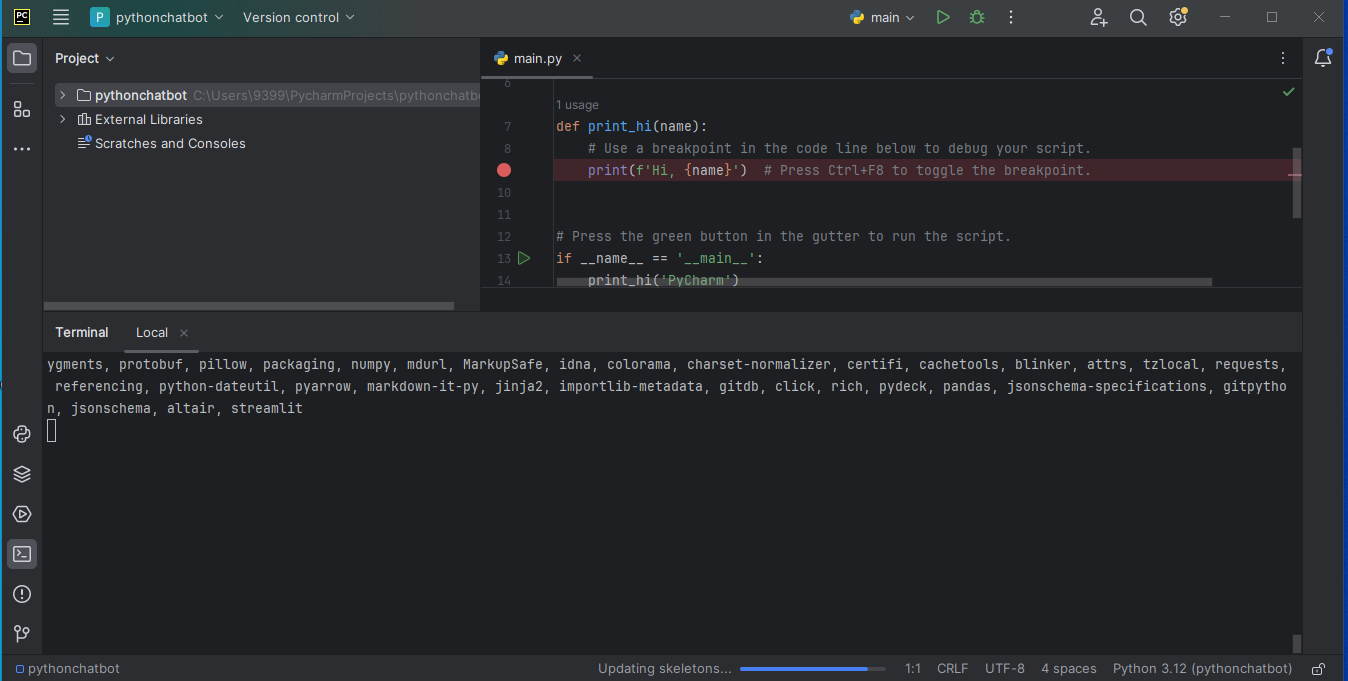 PC
P pythonchatbot Version control main
Project
main.py
pythonchatbot C:\Users\9399\PycharmProjects\pythonchatb
External Libraries
Scratches and Consoles
6
1 usage
7 def print_hi(name):
8 # Use a breakpoint in the code line below to debug your script.
print(f'Hi, {name}') # Press Ctrl+F8 to toggle the breakpoint.
10
11
12 # Press the green button in the gutter to run the script.
13 if __name__ == '__main__':
14 print_hi('PyCharm')
Terminal Local
ygments, protobuf, pillow, packaging, numpy, mdurl, MarkupSafe, idna, colorama, charset-normalizer, certifi, cachetools, blinker, attrs, tzlocal, requests,
referencing, python-dateutil, pyarrow, markdown-it-py, jinja2, importlib-metadata, gitdb, click, rich, pydeck, pandas, jsonschema-specifications, gitpytho
n, jsonschema, altair, streamlit
pythonchatbot Updating skeletons... 1:1 CRLF UTF-8 4 spaces Python 3.12 (pythonchatbot)